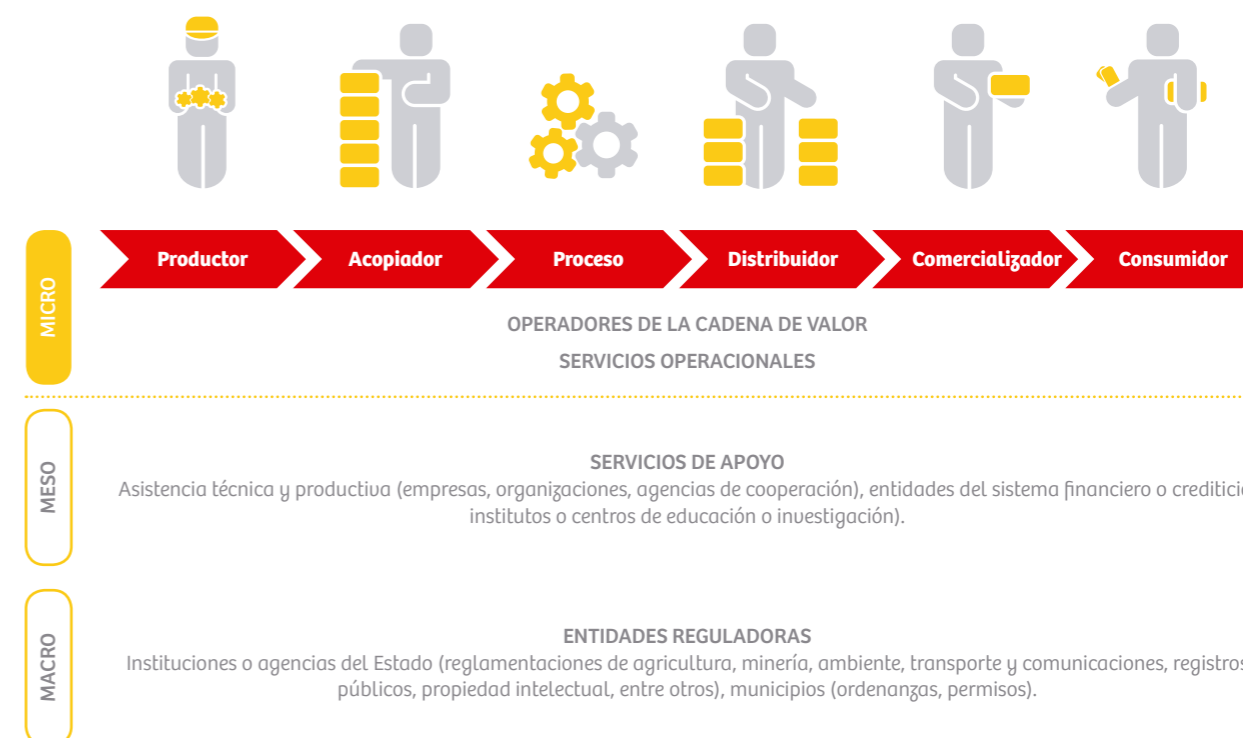 Productor
Acopiador
Proceso
Distribuidor
Comercializador
Consumidor
MICRO
OPERADORES DE LA CADENA DE VALOR
SERVICIOS OPERACIONALES
MESO
SERVICIOS DE APOYO
Asistencia técnica y productiva (empresas, organizaciones, agencias de cooperación), entidades del sistema financiero o crediticio
institutos o centros de educación o investigación).
MACRO
ENTIDADES REGULADORAS
Instituciones o agencias del Estado (reglamentaciones de agricultura, minería, ambiente, transporte y comunicaciones, registros
públicos, propiedad intelectual, entre otros), municipios (ordenanzas, permisos).